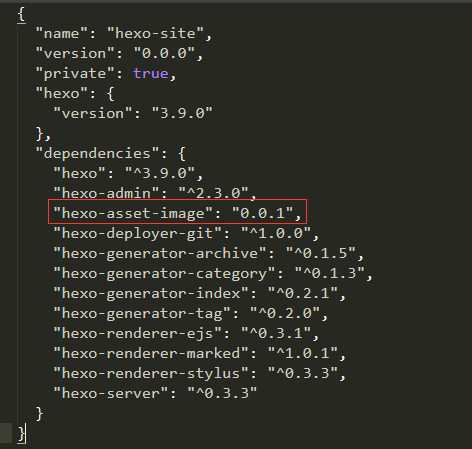 {
"name": "hexo-site",
"version": "0.0.0",
"private": true,
"hexo": {
"version": "3.9.0"
},
"dependencies": {
"hexo": "^3.9.0",
"hexo-admin": "^2.3.0",
"hexo-asset-image": "0.0.1",
"hexo-deployer-git": "^1.0.0",
"hexo-generator-archive": "^0.1.5",
"hexo-generator-category": "^0.1.3",
"hexo-generator-index": "^0.2.1",
"hexo-generator-tag": "^0.2.0",
"hexo-renderer-ejs": "^0.3.1",
"hexo-renderer-marked": "^1.0.1",
"hexo-renderer-stylus": "^0.3.3",
"hexo-server": "^0.3.3"
}
}